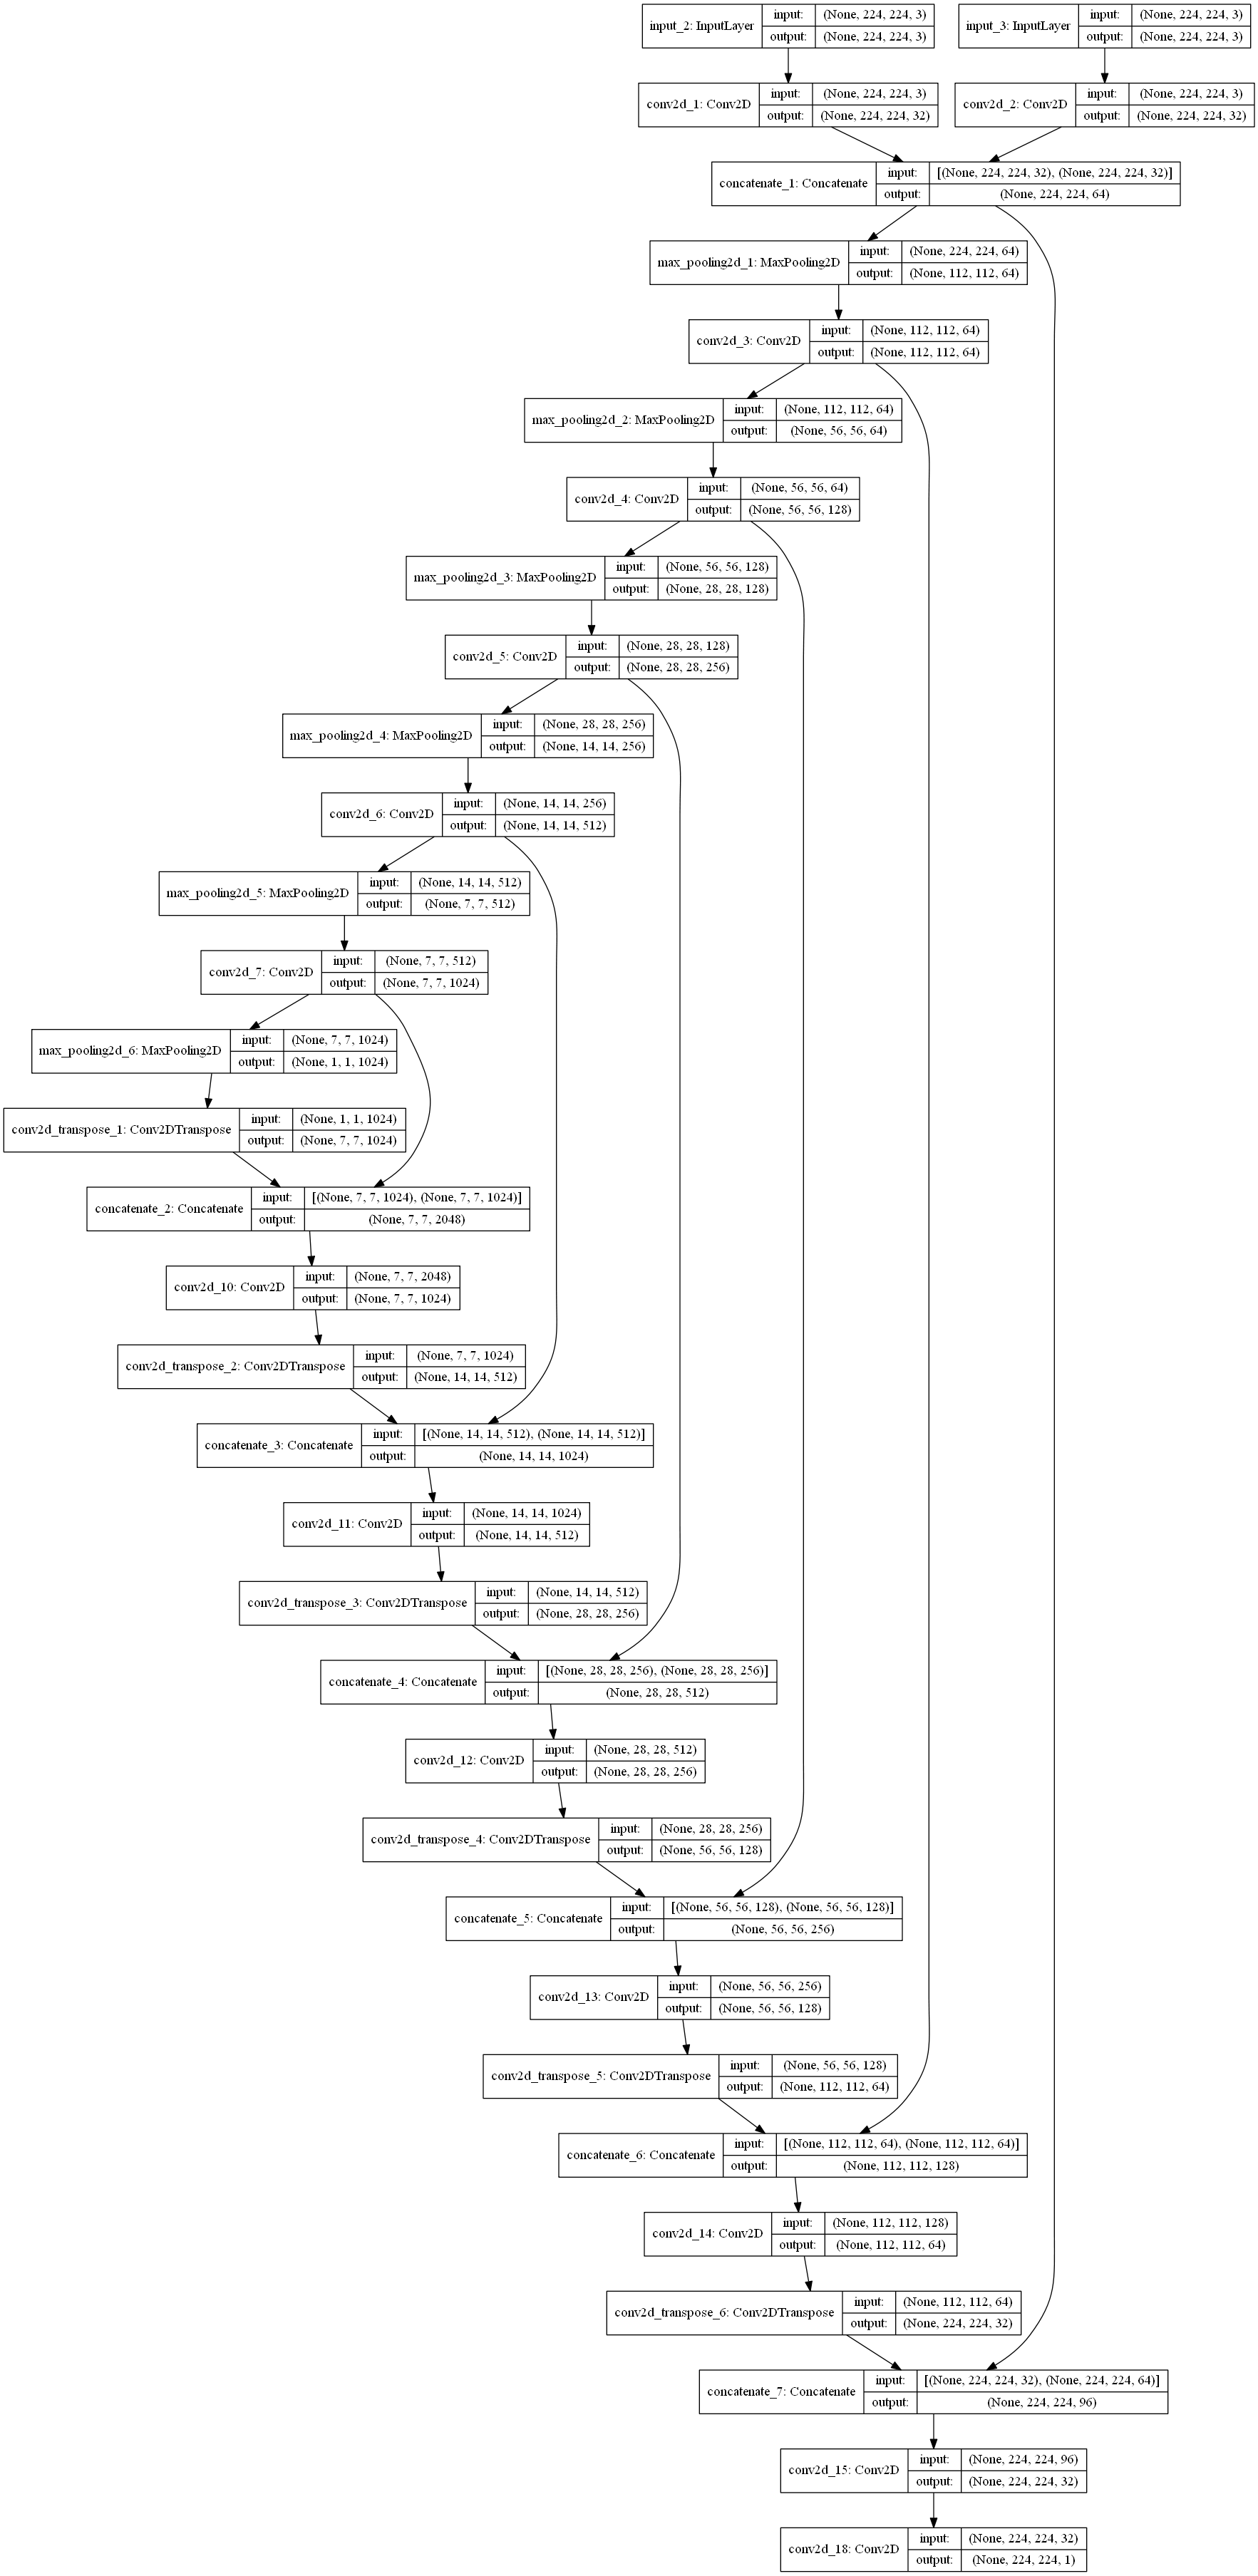 input_2: InputLayer input: (None, 224, 224, 3)
output: (None, 224, 224, 3)
input_3: InputLayer input: (None, 224, 224, 3)
output: (None, 224, 224, 3)
conv2d_1: Conv2D input: (None, 224, 224, 3)
output: (None, 224, 224, 32)
conv2d_2: Conv2D input: (None, 224, 224, 3)
output: (None, 224, 224, 32)
concatenate_1: Concatenate input: [(None, 224, 224, 32), (None, 224, 224, 32)]
output: (None, 224, 224, 64)
max_pooling2d_1: MaxPooling2D input: (None, 224, 224, 64)
output: (None, 112, 112, 64)
conv2d_3: Conv2D input: (None, 112, 112, 64)
output: (None, 112, 112, 64)
max_pooling2d_2: MaxPooling2D input: (None, 112, 112, 64)
output: (None, 56, 56, 64)
conv2d_4: Conv2D input: (None, 56, 56, 64)
output: (None, 56, 56, 128)
max_pooling2d_3: MaxPooling2D input: (None, 56, 56, 128)
output: (None, 28, 28, 128)
conv2d_5: Conv2D input: (None, 28, 28, 128)
output: (None, 28, 28, 256)
max_pooling2d_4: MaxPooling2D input: (None, 28, 28, 256)
output: (None, 14, 14, 256)
conv2d_6: Conv2D input: (None, 14, 14, 256)
output: (None, 14, 14, 512)
max_pooling2d_5: MaxPooling2D input: (None, 14, 14, 512)
output: (None, 7, 7, 512)
conv2d_7: Conv2D input: (None, 7, 7, 512)
output: (None, 7, 7, 1024)
max_pooling2d_6: MaxPooling2D input: (None, 7, 7, 1024)
output: (None, 1, 1, 1024)
conv2d_transpose_1: Conv2DTranspose input: (None, 1, 1, 1024)
output: (None, 7, 7, 1024)
concatenate_2: Concatenate input: [(None, 7, 7, 1024), (None, 7, 7, 1024)]
output: (None, 7, 7, 2048)
conv2d_10: Conv2D input: (None, 7, 7, 2048)
output: (None, 7, 7, 1024)
conv2d_transpose_2: Conv2DTranspose input: (None, 7, 7, 1024)
output: (None, 14, 14, 512)
concatenate_3: Concatenate input: [(None, 14, 14, 512), (None, 14, 14, 512)]
output: (None, 14, 14, 1024)
conv2d_11: Conv2D input: (None, 14, 14, 1024)
output: (None, 14, 14, 512)
conv2d_transpose_3: Conv2DTranspose input: (None, 14, 14, 512)
output: (None, 28, 28, 256)
concatenate_4: Concatenate input: [(None, 28, 28, 256), (None, 28, 28, 256)]
output: (None, 28, 28, 512)
conv2d_12: Conv2D input: (None, 28, 28, 512)
output: (None, 28, 28, 256)
conv2d_transpose_4: Conv2DTranspose input: (None, 28, 28, 256)
output: (None, 56, 56, 128)
concatenate_5: Concatenate input: [(None, 56, 56, 128), (None, 56, 56, 128)]
output: (None, 56, 56, 256)
conv2d_13: Conv2D input: (None, 56, 56, 256)
output: (None, 56, 56, 128)
conv2d_transpose_5: Conv2DTranspose input: (None, 56, 56, 128)
output: (None, 112, 112, 64)
concatenate_6: Concatenate input: [(None, 112, 112, 64), (None, 112, 112, 64)]
output: (None, 112, 112, 128)
conv2d_14: Conv2D input: (None, 112, 112, 128)
output: (None, 112, 112, 64)
conv2d_transpose_6: Conv2DTranspose input: (None, 112, 112, 64)
output: (None, 224, 224, 32)
concatenate_7: Concatenate input: [(None, 224, 224, 32), (None, 224, 224, 64)]
output: (None, 224, 224, 96)
conv2d_15: Conv2D input: (None, 224, 224, 96)
output: (None, 224, 224, 32)
conv2d_18: Conv2D input: (None, 224, 224, 32)
output: (None, 224, 224, 1)